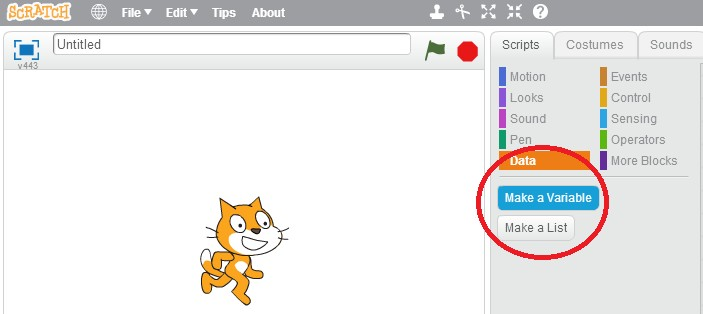 SCRATCH File Edit Tips About
Untitled
v443
Scripts Costumes Sounds
Motion Events
Looks Control
Sound Sensing
Pen Operators
Data More Blocks
Make a Variable
Make a List